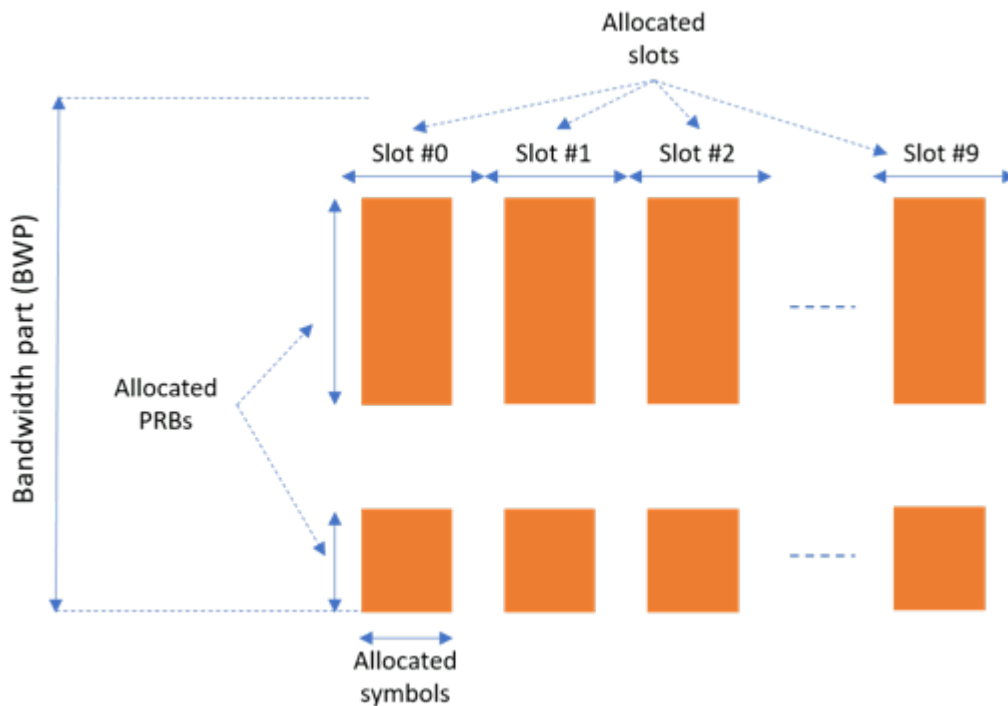 Allocated
slots
Slot #0
Slot #1
Slot #2
Slot #9
Bandwidth part (BWP)
Allocated
PRBs
Allocated
symbols